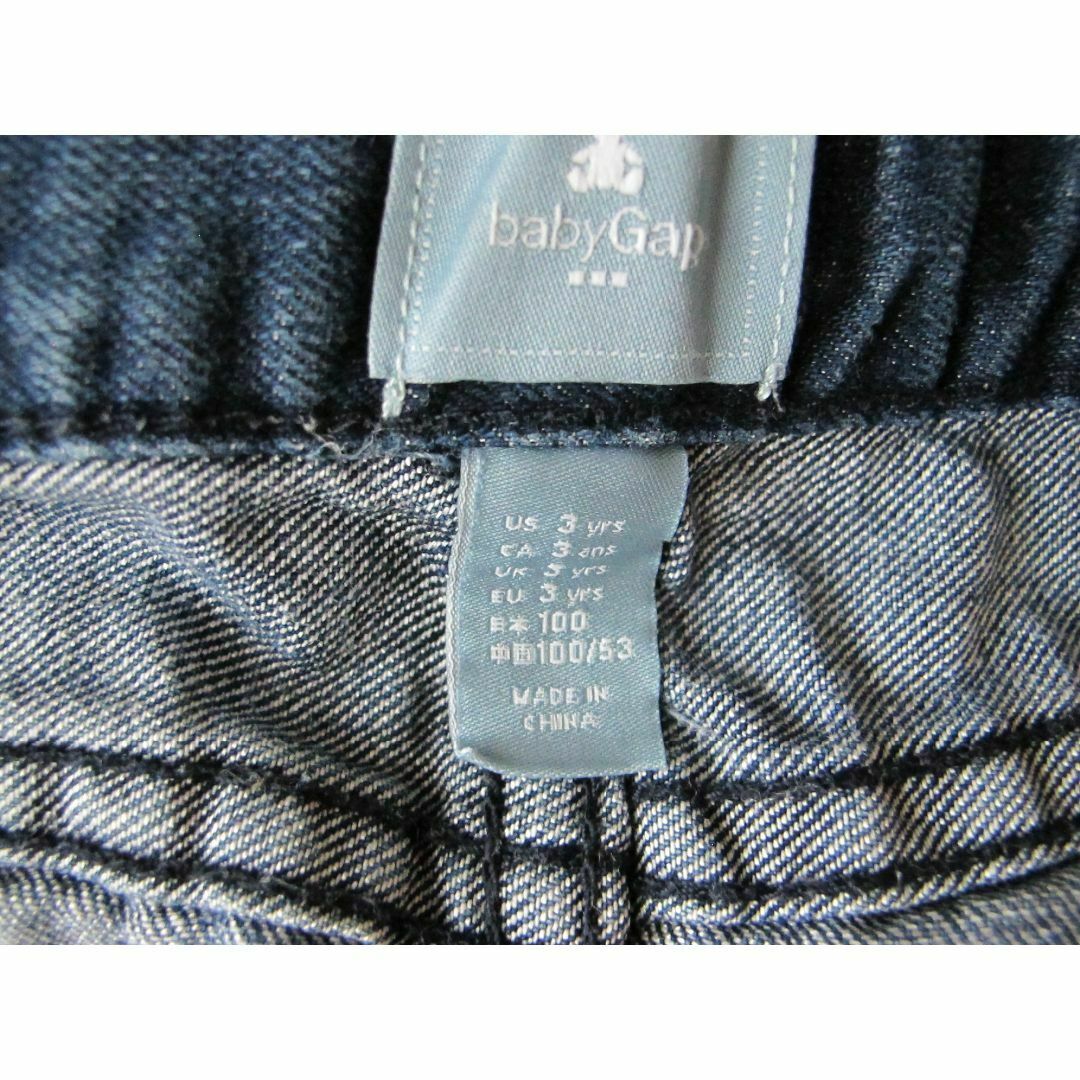 babyGap
US 3 yrs
CA 3 ans
UK 3 yrs
EU 3 yrs
日本 100
中国 100/53
MADE IN
CHINA